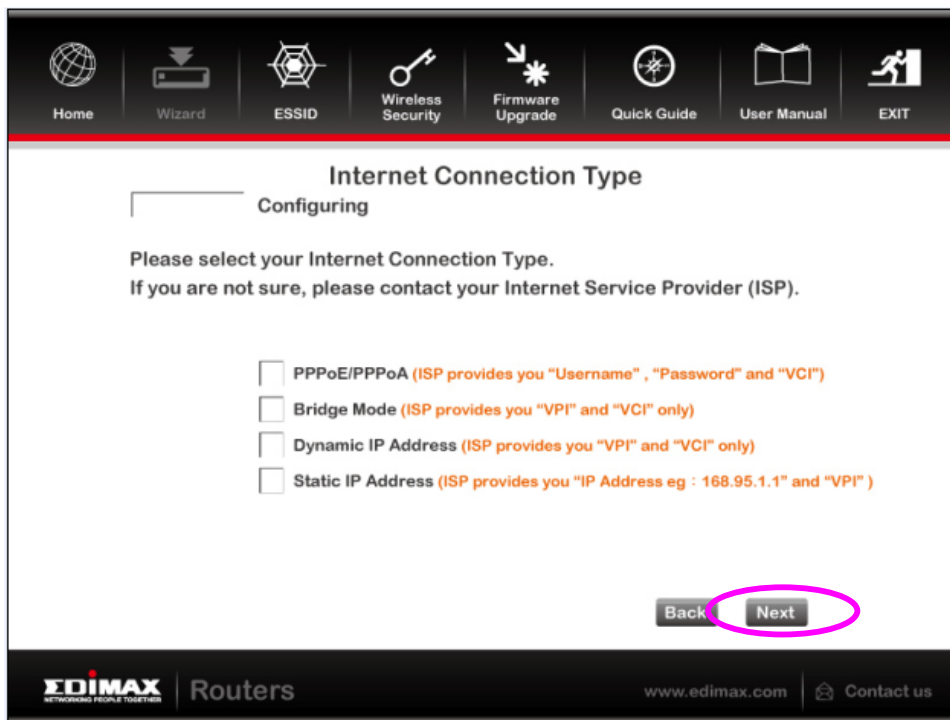 Home
Wizard
ESSID
Wireless
Security
Firmware
Upgrade
Quick Guide
User Manual
EXIT
Internet Connection Type
Configuring
Please select your Internet Connection Type.
If you are not sure, please contact your Internet Service Provider (ISP).
PPPoE/PPPoA (ISP provides you “Username” , “Password” and “VCI”)
Bridge Mode (ISP provides you “VPI” and “VCI” only)
Dynamic IP Address (ISP provides you “VPI” and “VCI” only)
Static IP Address (ISP provides you “IP Address eg : 168.95.1.1” and “VPI” )
Back Next
EDIMAX
NETWORKING PEOPLE TOGETHER
Routers
www.edimax.com
Contact us